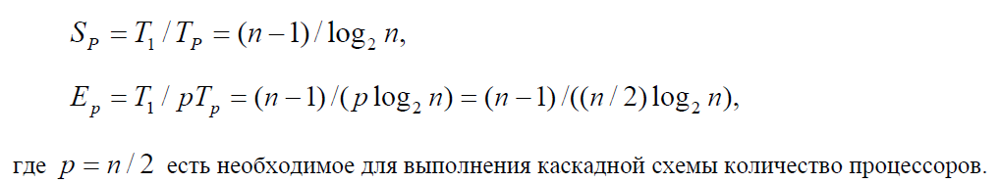 S_P = T_1 / T_P = (n − 1) / log_2 n,
E_p = T_1 / pT_p = (n − 1) /(p log_2 n) = (n − 1) /((n / 2) log_2 n),
где p = n / 2 есть необходимое для выполнения каскадной схемы количество процессоров.